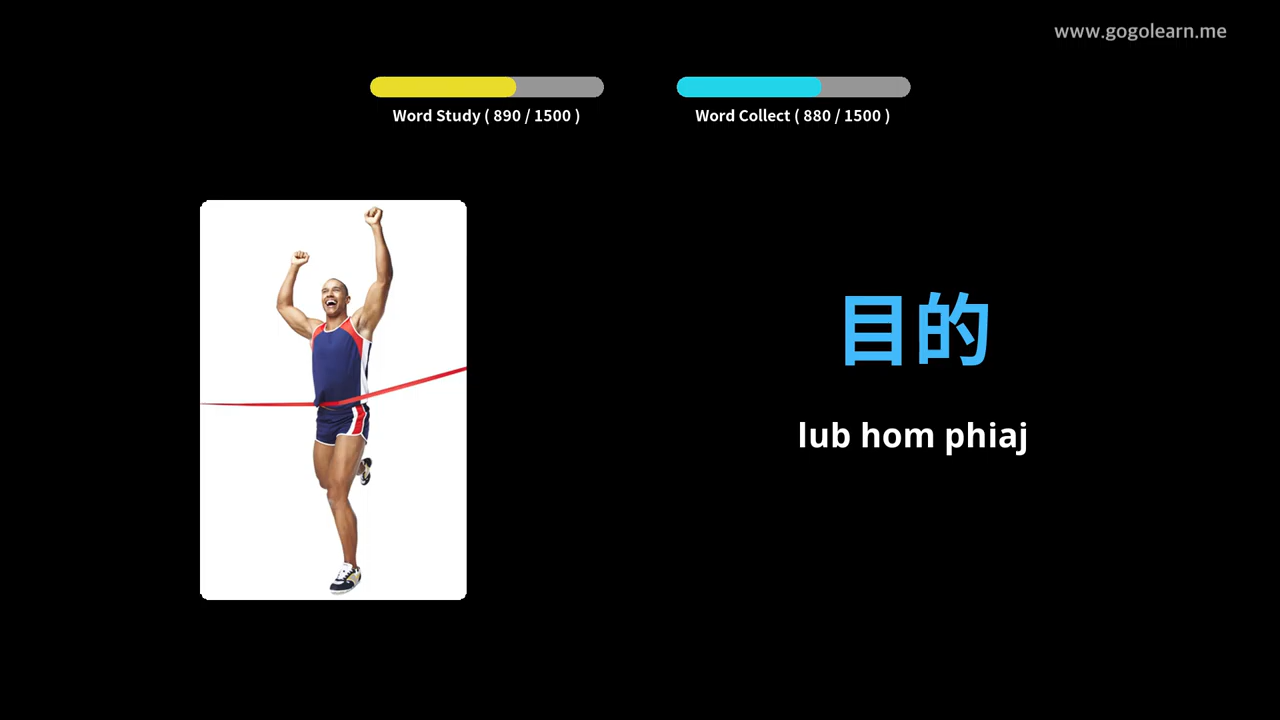 www.gogolearn.me
Word Study ( 890 / 1500 )
Word Collect ( 880 / 1500 )
目的
lub hom phiaj